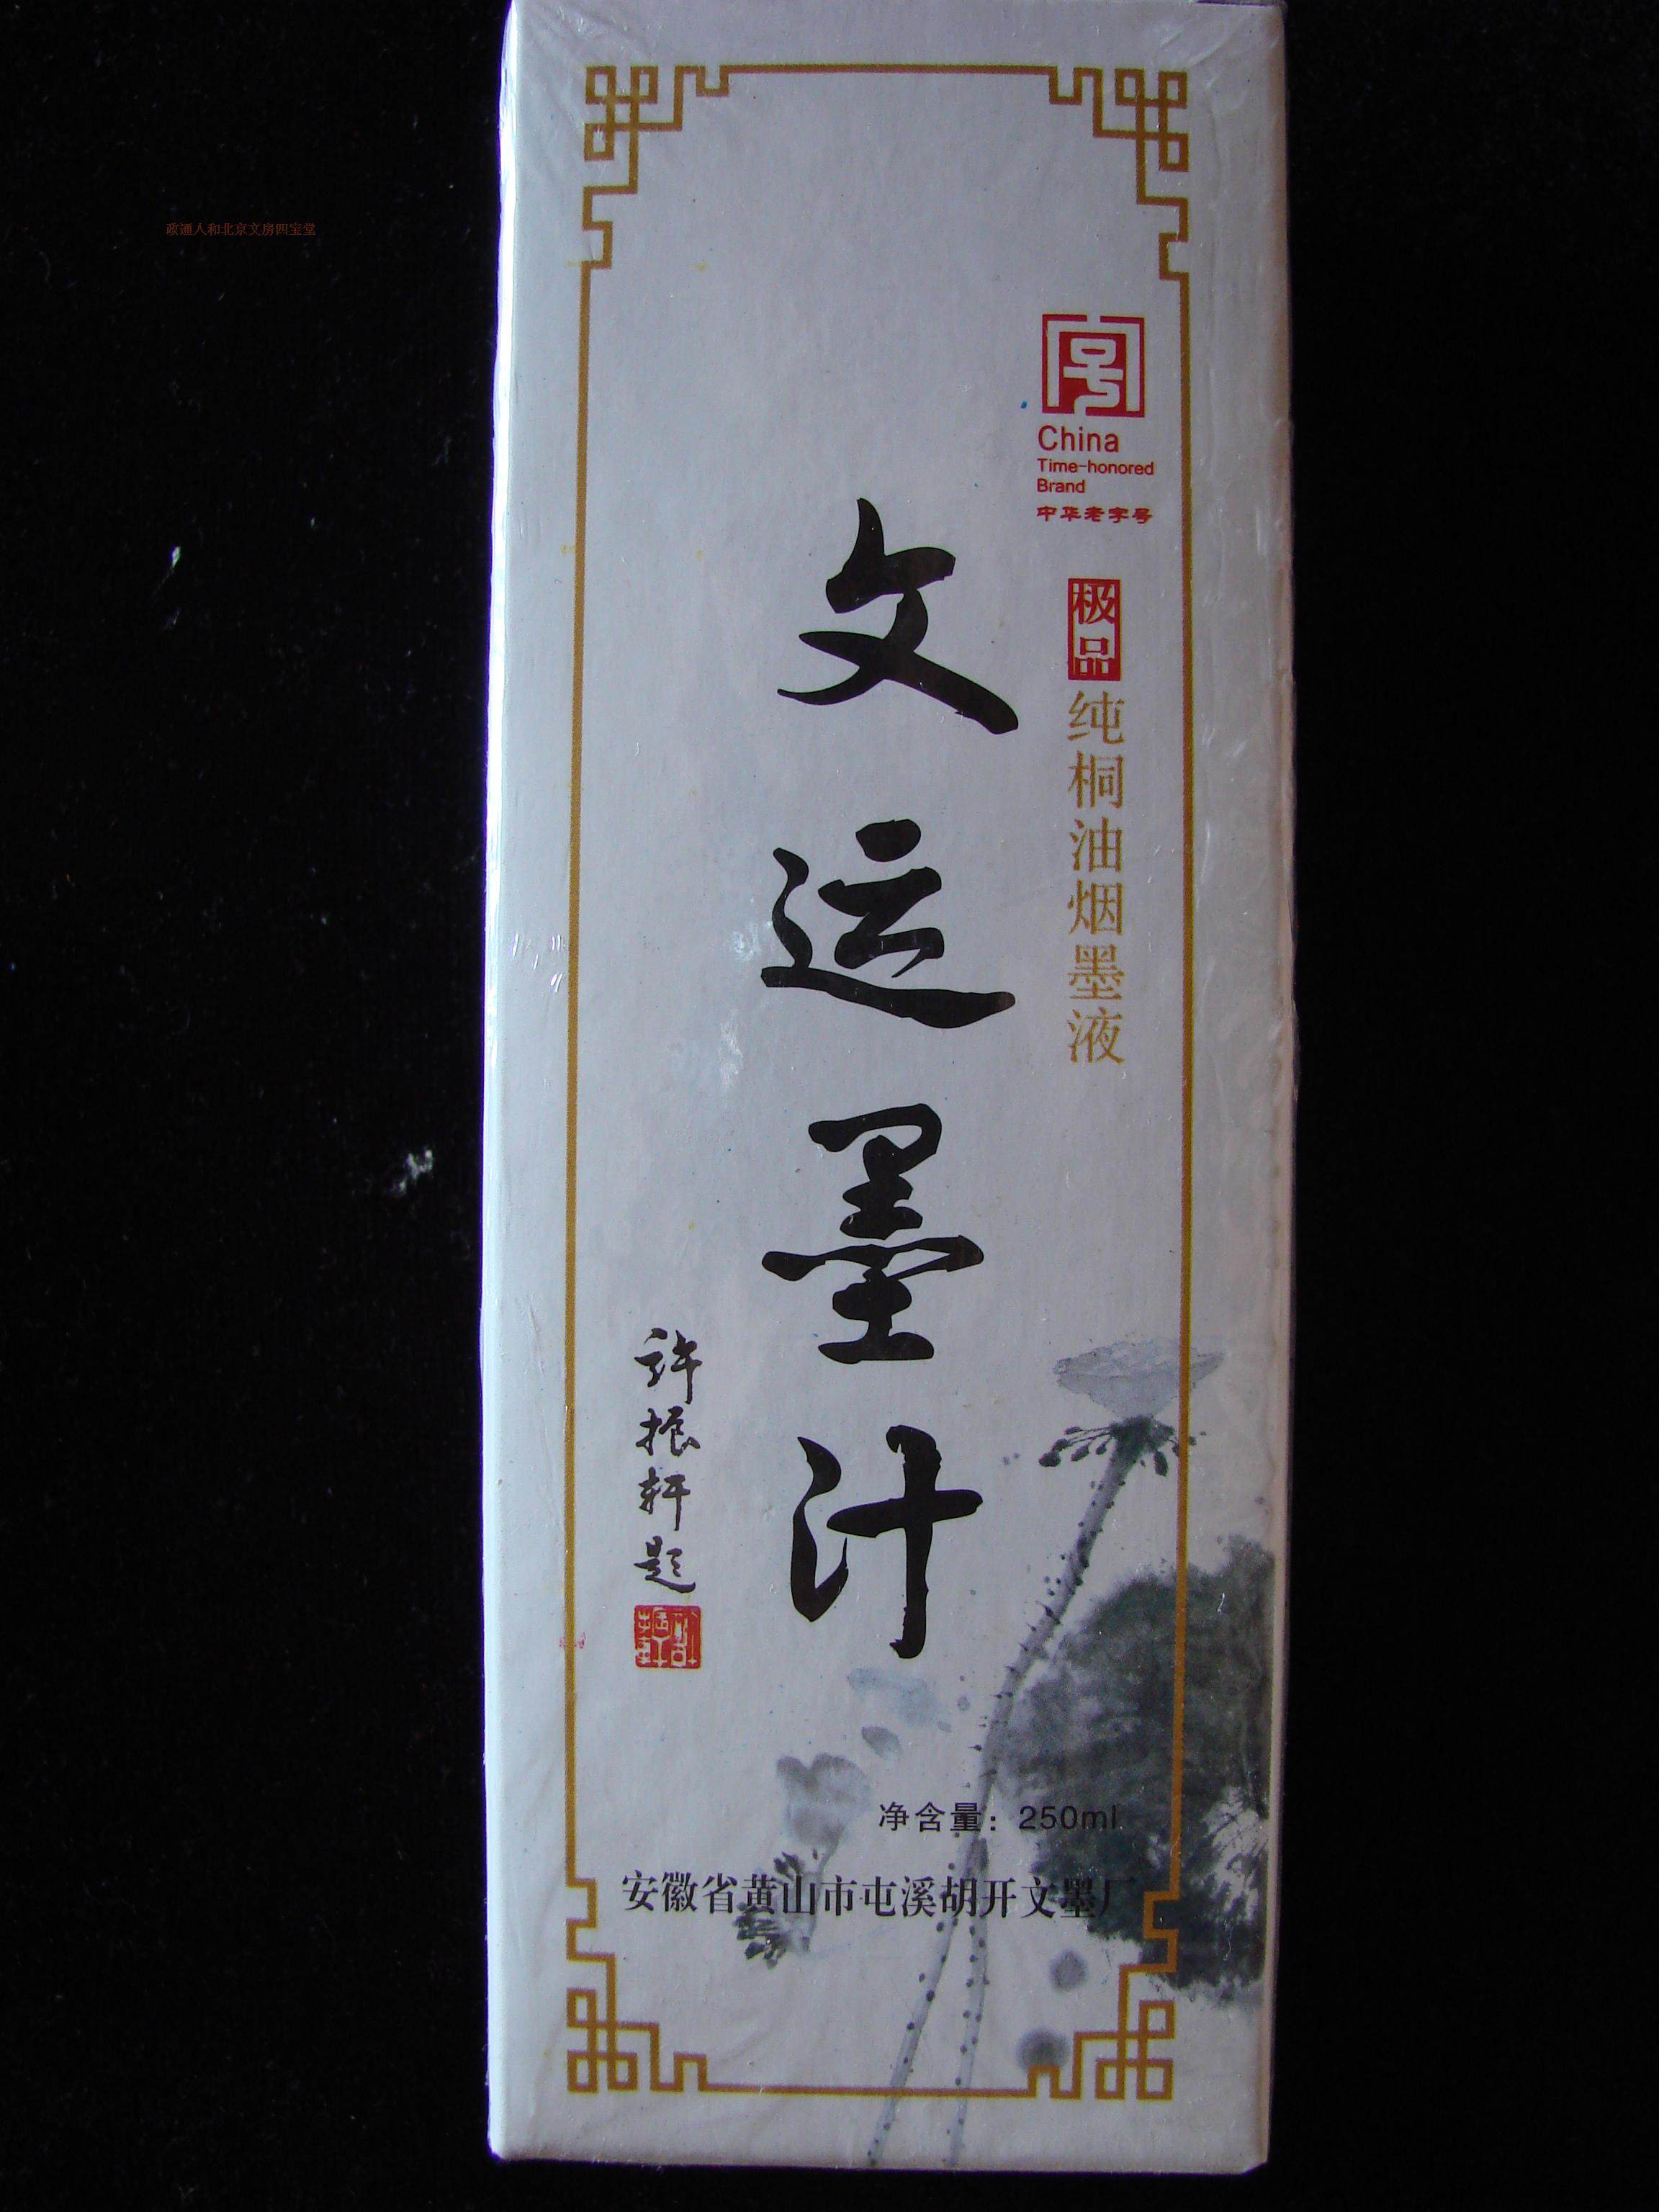 政通人和北京文房四宝堂
China
Time-honored
Brand
中华老字号
极品
纯桐油烟墨液
文运墨汁
许振轩题
净含量：250ml
安徽省黄山市屯溪胡开文墨厂